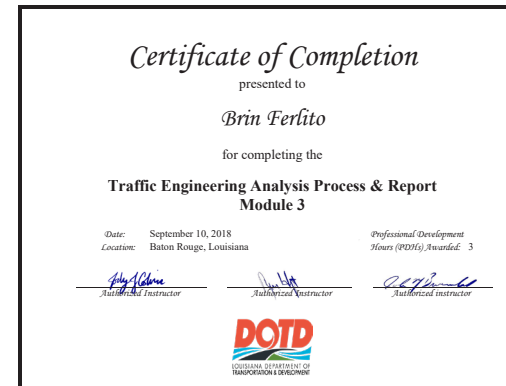 Certificate of Completion
presented to
Brin Ferlito
for completing the
Traffic Engineering Analysis Process & Report
Module 3
Date: September 10, 2018
Location: Baton Rouge, Louisiana
Professional Development
Hours (PDHs) Awarded: 3
Authorized Instructor
Authorized Instructor
Authorized instructor
DOTD
LOUISIANA DEPARTMENT OF
TRANSPORTATION & DEVELOPMENT